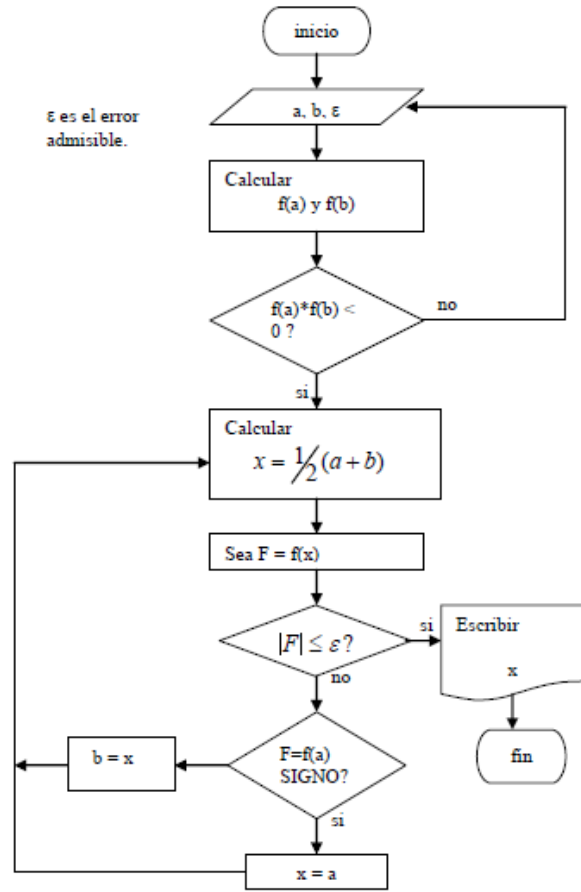 inicio
a, b, ε
ε es el error
admisible.
Calcular
f(a) y f(b)
f(a)*f(b) <
0 ?
no
si
Calcular
x = 1/2 (a + b)
Sea F = f(x)
|F| ≤ ε?
si
Escribir
x
no
fin
F=f(a)
SIGNO?
b = x
si
x = a